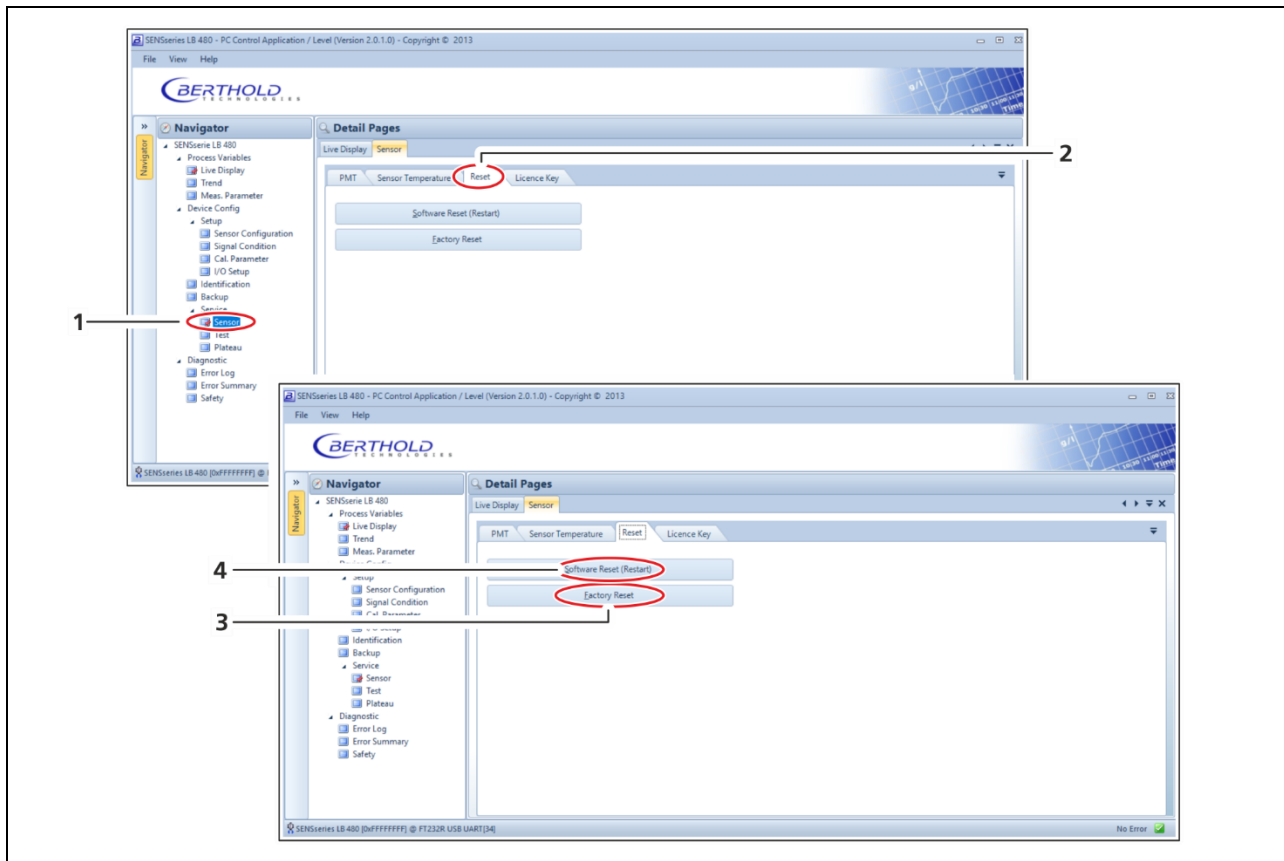 SENSseries LB 480 - PC Control Application / Level (Version 2.0.1.0) - Copyright © 2013
File View Help
BERTHOLD
TECHNOLOGIES
Navigator
Navigator
SENSserie LB 480
Process Variables
Live Display
Trend
Meas. Parameter
Device Config
Setup
Sensor Configuration
Signal Condition
Cal. Parameter
I/O Setup
Identification
Backup
Service
1
Sensor
Test
Plateau
Diagnostic
Error Log
Error Summary
Safety
SENSseries LB 480 [0xFFFFFFFF] @
Detail Pages
Live Display Sensor
2
PMT Sensor Temperature Reset Licence Key
Software Reset (Restart)
Factory Reset
SENSseries LB 480 - PC Control Application / Level (Version 2.0.1.0) - Copyright © 2013
File View Help
BERTHOLD
TECHNOLOGIES
Navigator
Navigator
SENSserie LB 480
Process Variables
Live Display
Trend
Meas. Parameter
Device Config
Setup
Sensor Configuration
Signal Condition
Cal. Parameter
I/O Setup
Identification
Backup
Service
Sensor
Test
Plateau
Diagnostic
Error Log
Error Summary
Safety
Detail Pages
Live Display Sensor
PMT Sensor Temperature Reset Licence Key
4
Software Reset (Restart)
3
Factory Reset
SENSseries LB 480 [0xFFFFFFFF] @ FT232R USB UART[34]
No Error